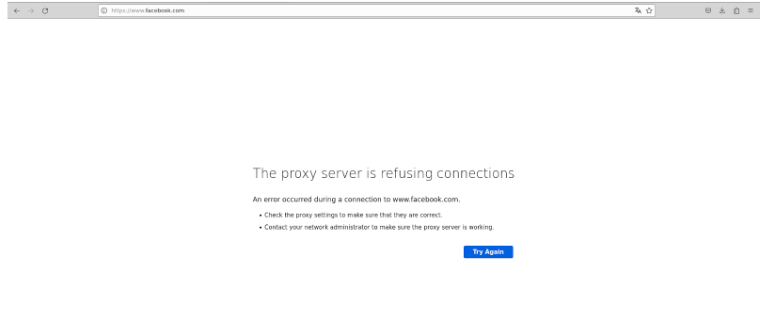 https://www.facebook.com
The proxy server is refusing connections
An error occurred during a connection to www.facebook.com.
• Check the proxy settings to make sure that they are correct.
• Contact your network administrator to make sure the proxy server is working.
Try Again